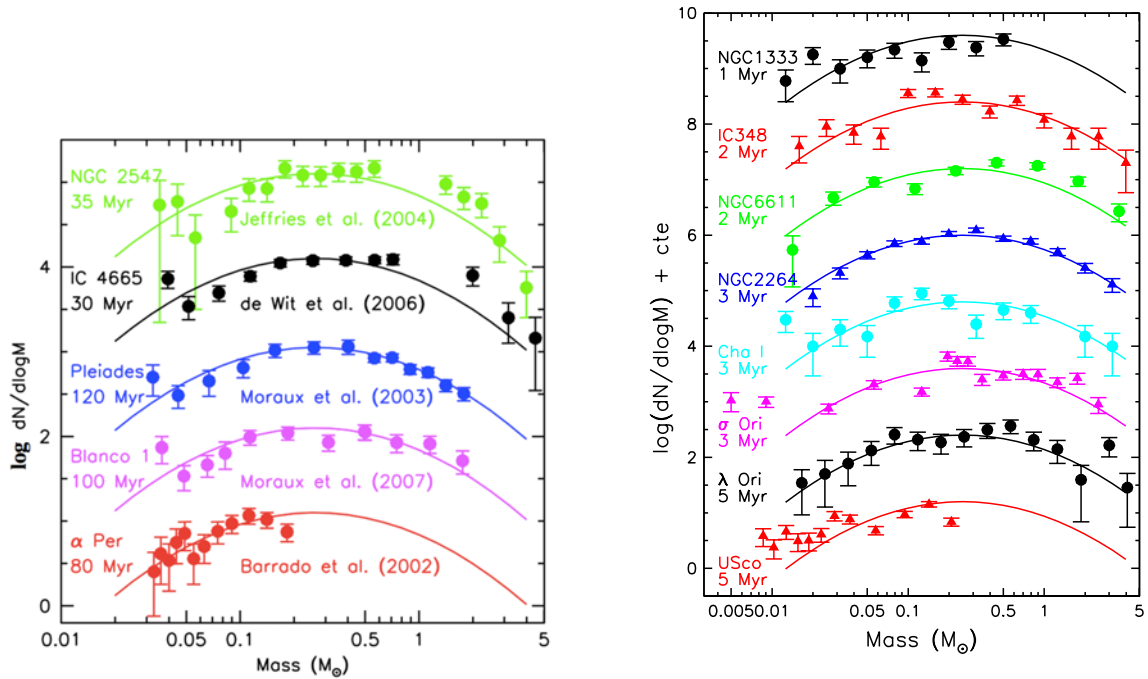 log dN/dlogM
4
2
0
NGC 2547
35 Myr
Jeffries et al. (2004)
IC 4665
30 Myr
de Wit et al. (2006)
Pleiades
120 Myr
Moraux et al. (2003)
Blanco 1
100 Myr
Moraux et al. (2007)
α Per
80 Myr
Barrado et al. (2002)
0.01 0.05 0.1 0.5 1 5
Mass (M⊙)
log(dN/dlogM) + cte
10
8
6
4
2
0
NGC1333
1 Myr
IC348
2 Myr
NGC6611
2 Myr
NGC2264
3 Myr
Cha I
3 Myr
σ Ori
3 Myr
λ Ori
5 Myr
USco
5 Myr
0.005 0.01 0.05 0.1 0.5 1 5
Mass (M⊙)